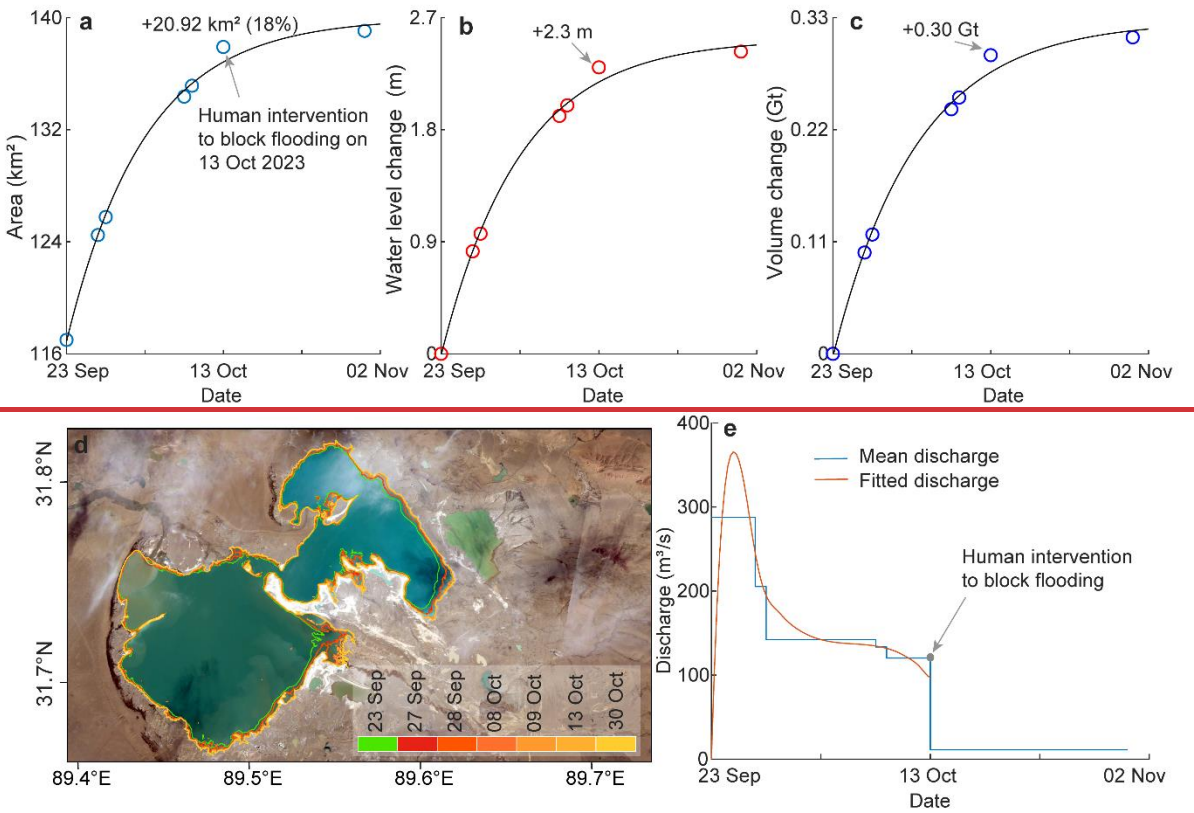 a
+20.92 km² (18%)
Human intervention
to block flooding on
13 Oct 2023
140
132
124
116
Area (km²)
23 Sep
13 Oct
02 Nov
Date
b
+2.3 m
2.7
1.8
0.9
0
Water level change (m)
23 Sep
13 Oct
02 Nov
Date
c
+0.30 Gt
0.33
0.22
0.11
0
Volume change (Gt)
23 Sep
13 Oct
02 Nov
Date
d
31.8°N
31.7°N
23 Sep
27 Sep
28 Sep
08 Oct
09 Oct
13 Oct
30 Oct
89.4°E
89.5°E
89.6°E
89.7°E
e
Mean discharge
Fitted discharge
Human intervention
to block flooding
400
300
200
100
0
Discharge (m³/s)
23 Sep
13 Oct
02 Nov
Date